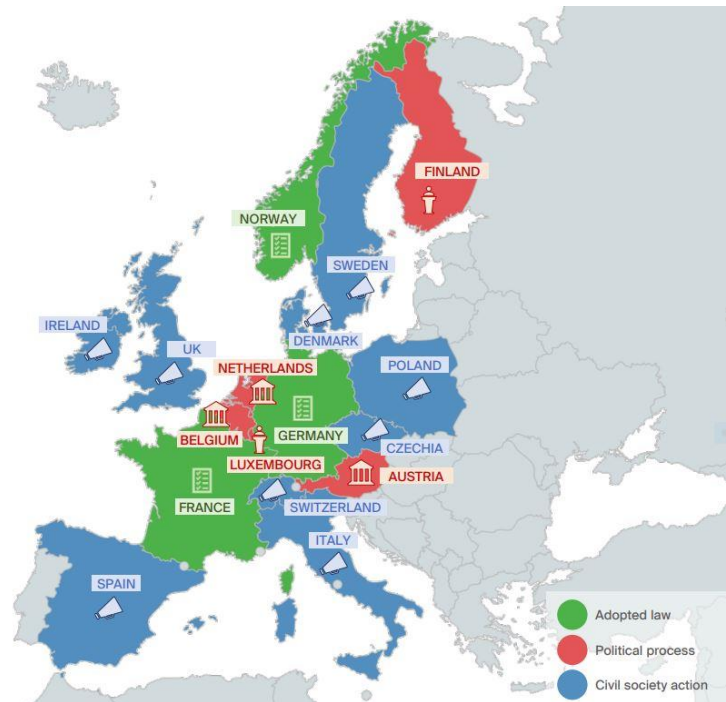 FINLAND
NORWAY
SWEDEN
IRELAND
UK
DENMARK
NETHERLANDS
POLAND
BELGIUM
GERMANY
CZECHIA
LUXEMBOURG
AUSTRIA
FRANCE
SWITZERLAND
ITALY
SPAIN
Adopted law
Political process
Civil society action